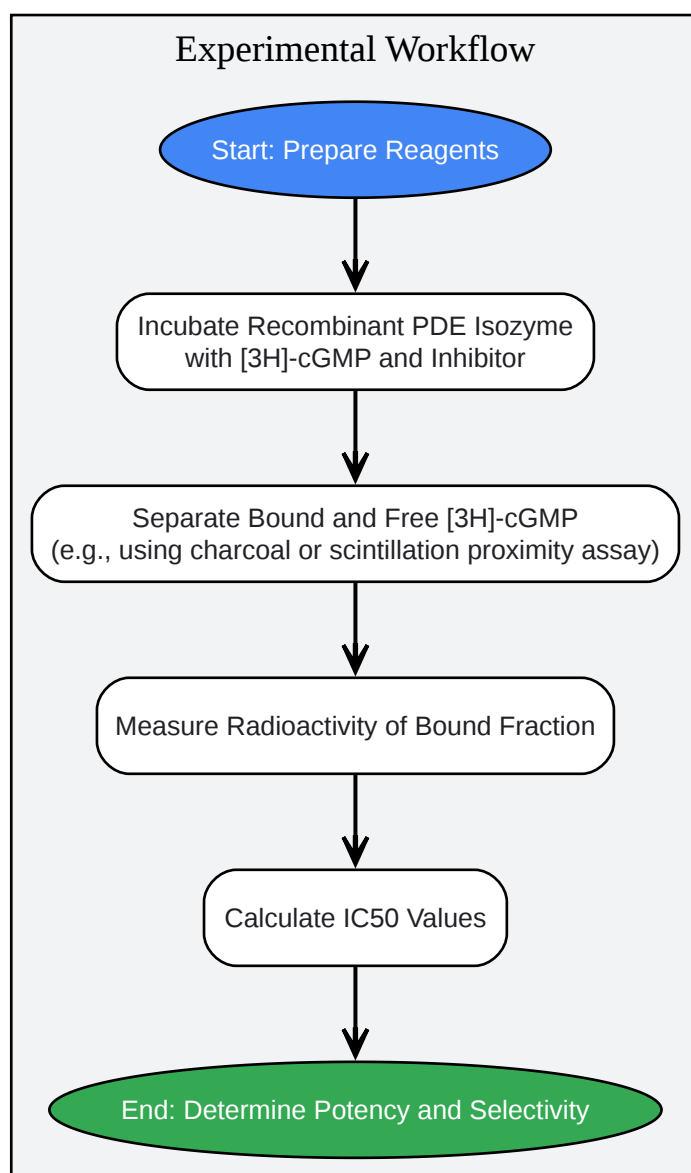 Experimental Workflow
Start: Prepare Reagents
Incubate Recombinant PDE Isozyme
with [3H]-cGMP and Inhibitor
Separate Bound and Free [3H]-cGMP
(e.g., using charcoal or scintillation proximity assay)
Measure Radioactivity of Bound Fraction
Calculate IC50 Values
End: Determine Potency and Selectivity